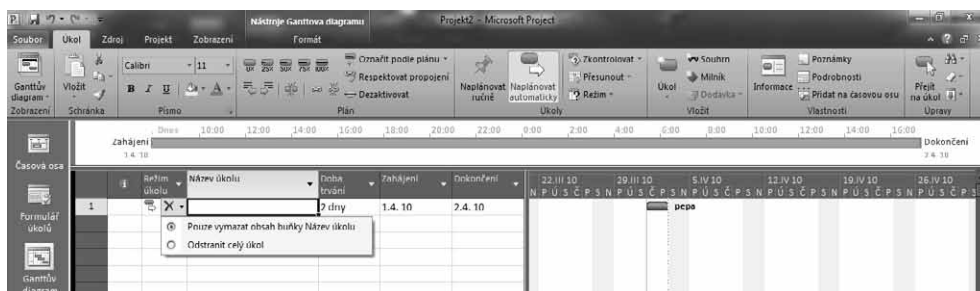 Nástroje Ganttova diagramu
Projekt2 - Microsoft Project
Soubor Úkol Zdroj Projekt Zobrazení Formát
Calibri 11
Označit podle plánu
Respektovat propojení
Dezaktivovat
Zkontrolovat
Přesunout
Režim
Souhrn
Milník
Dodávka
Poznámky
Podrobnosti
Přidat na časovou osu
Ganttův diagram
Vložit
B I U
Naplánovat ručně
Naplánovat automaticky
Úkol
Informace
Přejít na úkol
Zobrazení Schránka Písmo Plán Úkoly Vložit Vlastnosti Úpravy
Dnes 10:00 12:00 14:00 16:00 18:00 20:00 22:00 0:00 2:00 4:00 6:00 8:00 10:00 12:00 14:00 16:00
Zahájení Dokončení
Časová osa
Režim úkolu Název úkolu Doba trvání Zahájení Dokončení
22.III 10 29.III 10 5.IV 10 12.IV 10 19.IV 10 26.IV 10
N P Ú S Č P S N P Ú S Č P S N P Ú S Č P S N P Ú S Č P S N P Ú S Č P S N P Ú S Č P S
1 2 dny 1.4. 10 2.4. 10 pepa
Pouze vymazat obsah buňky Název úkolu
Odstranit celý úkol
Formulář úkolů
Ganttův diagram